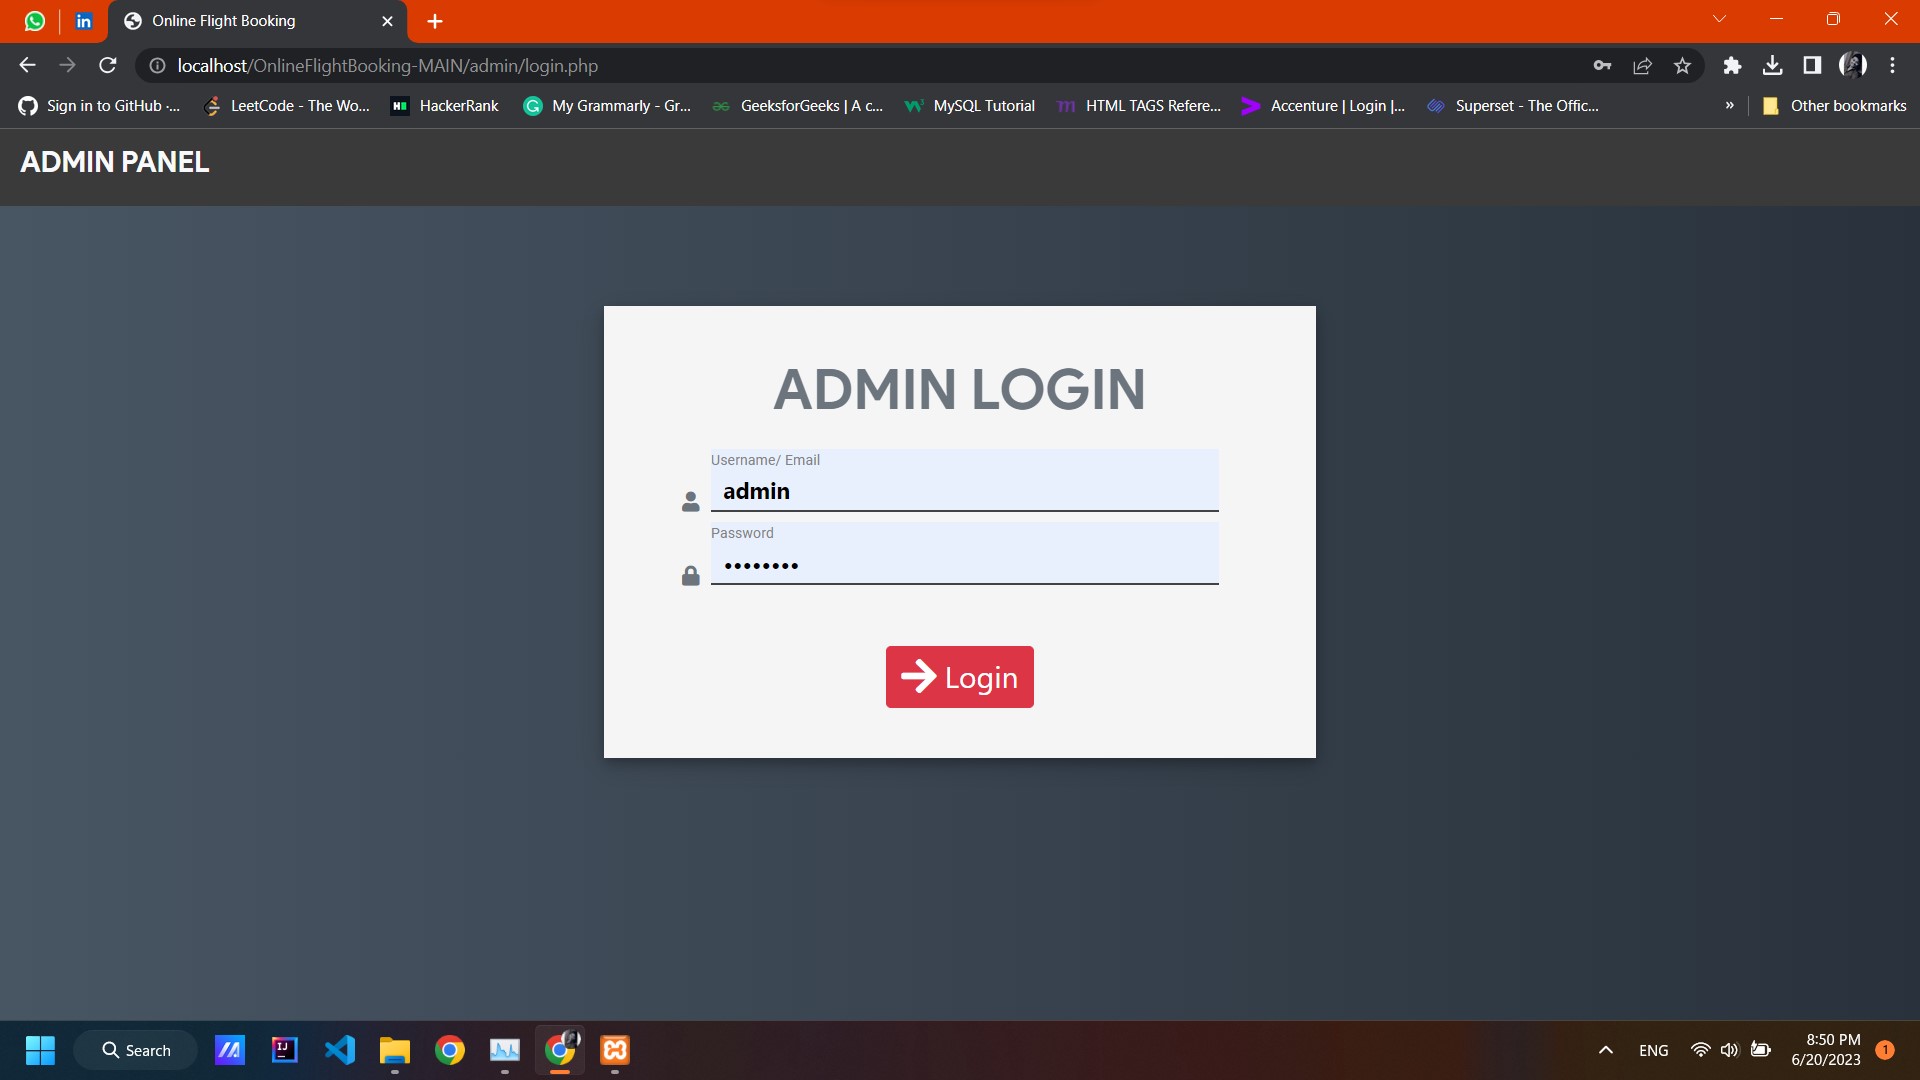 Online Flight Booking
localhost/OnlineFlightBooking-MAIN/admin/login.php
Sign in to GitHub ·... LeetCode - The Wo... HackerRank My Grammarly - Gr... GeeksforGeeks | A c... MySQL Tutorial HTML TAGS Refere... Accenture | Login |... Superset - The Offic... » Other bookmarks
ADMIN PANEL
ADMIN LOGIN
Username/ Email
admin
Password
••••••••
Login
Search
ENG
8:50 PM
6/20/2023
1